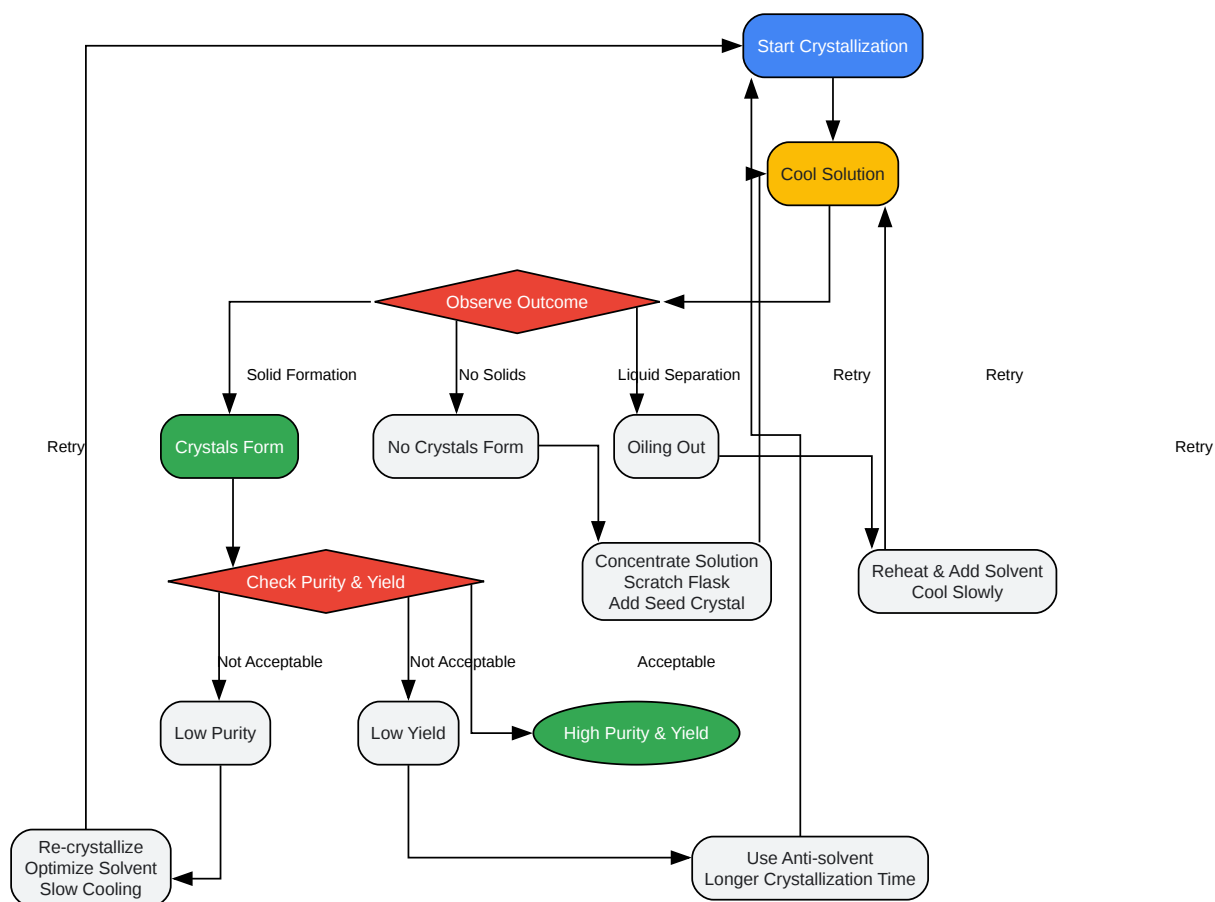 Start Crystallization
Cool Solution
Observe Outcome
Solid Formation
No Solids
Liquid Separation
Retry
Retry
Crystals Form
No Crystals Form
Oiling Out
Retry
Retry
Concentrate Solution
Scratch Flask
Add Seed Crystal
Reheat & Add Solvent
Cool Slowly
Check Purity & Yield
Not Acceptable
Not Acceptable
Acceptable
Low Purity
Low Yield
High Purity & Yield
Re-crystallize
Optimize Solvent
Slow Cooling
Use Anti-solvent
Longer Crystallization Time